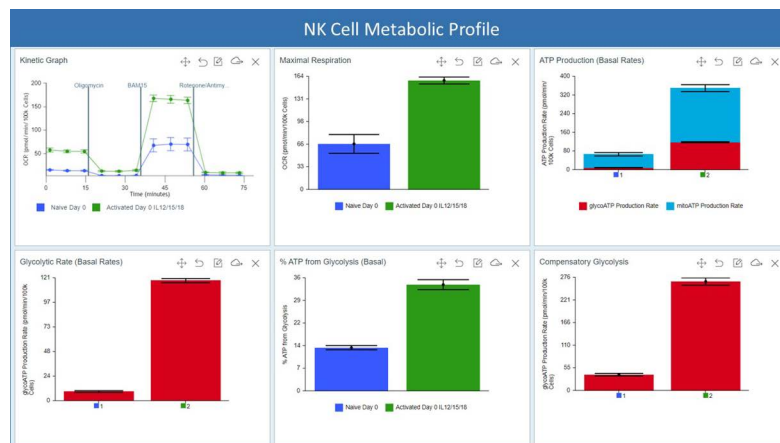 NK Cell Metabolic Profile
Kinetic Graph
200
150
100
50
OCR (pmol/min/ 100k Cells)
Oligomycin
BAM15
Rotenone/Antimy...
0
15
30
45
60
75
Time (minutes)
Naive Day 0
Activated Day 0 IL12/15/18
Maximal Respiration
164
131
98
66
33
0
OCR (pmol/min/100k Cells)
Naive Day 0
Activated Day 0 IL12/15/18
ATP Production (Basal Rates)
400
320
240
160
80
0
ATP Production Rate (pmol/min/
100k Cells)
1
2
glycoATP Production Rate
mitoATP Production Rate
Glycolytic Rate (Basal Rates)
121
97
73
48
24
0
glycoATP Production Rate (pmol/min/100k
Cells)
1
2
% ATP from Glycolysis (Basal)
36
29
22
14
7
0
% ATP from Glycolysis
Naive Day 0
Activated Day 0 IL12/15/18
Compensatory Glycolysis
276
221
166
110
55
0
glycoATP Production Rate (pmol/min/100k
Cells)
1
2